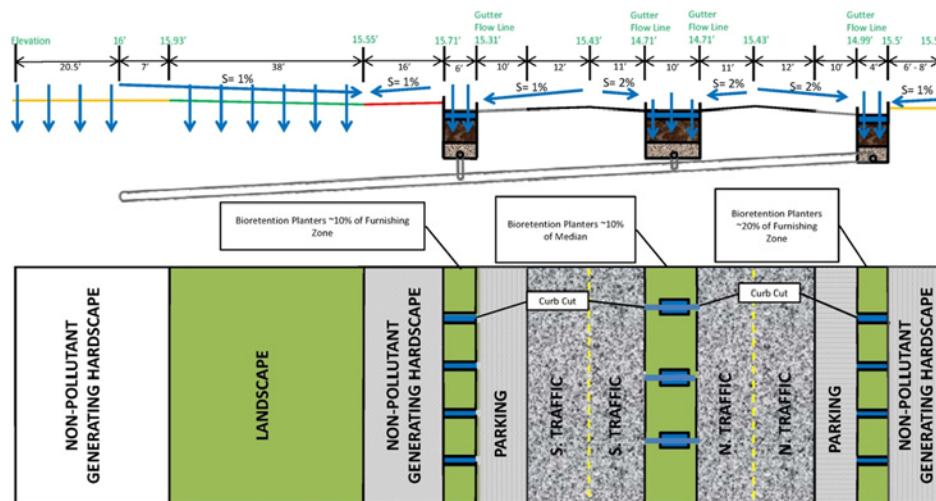 Gutter
Flow Line
Gutter
Flow Line
Gutter
Flow Line
Gutter
Flow Line
Elevation
16'
15.93'
15.55'
15.71'
15.31'
15.43'
14.71'
14.71'
15.43'
14.99'
15.5'
20.5'
7'
38'
16'
6'
10'
12'
11'
10'
11'
12'
10'
4'
6' - 8'
S= 1%
S= 1%
S= 1%
S= 2%
S= 2%
S= 2%
S= 1%
Bioretention Planters ~10% of Furnishing
Zone
Bioretention Planters ~10%
of Median
Bioretention Planters
~20% of Furnishing
Zone
Curb Cut
Curb Cut
NON-POLLUTANT
GENERATING HARDSCAPE
LANDSCAPE
NON-POLLUTANT
GENERATING HARDSCAPE
PARKING
S. TRAFFIC
S. TRAFFIC
N. TRAFFIC
N. TRAFFIC
PARKING
NON-POLLUTANT
GENERATING HARDSCAPE